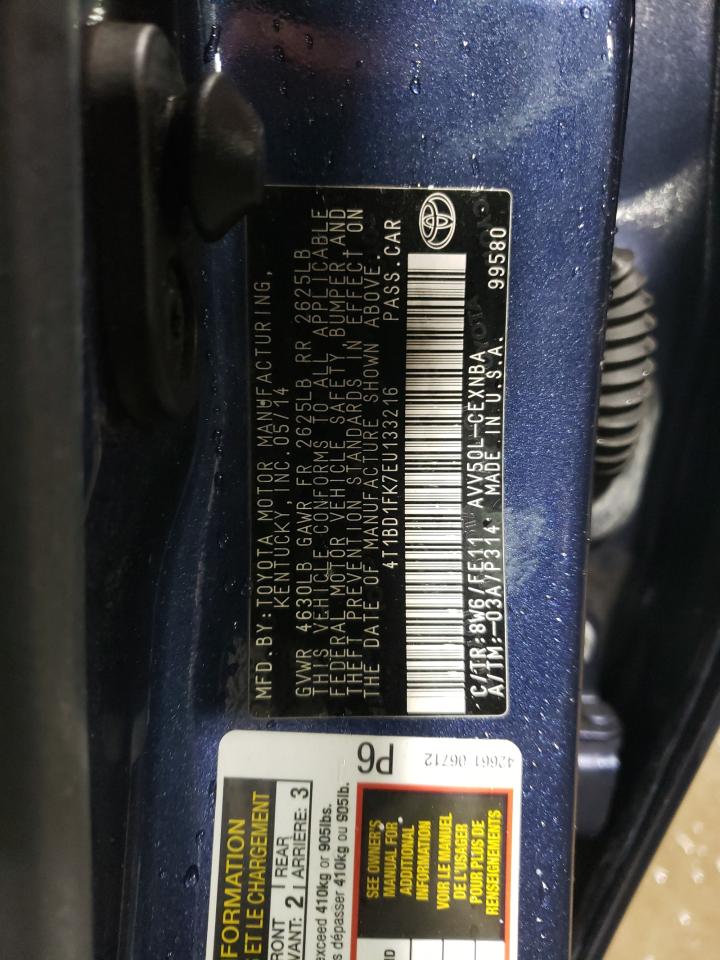 MFD. BY: TOYOTA MOTOR MANUFACTURING,
KENTUCKY, INC. 05/14
GVWR 4630LB GAWR FR 2625LB RR 2625LB
THIS VEHICLE CONFORMS TO ALL APPLICABLE
FEDERAL MOTOR VEHICLE SAFETY, BUMPER AND
THEFT PREVENTION STANDARDS IN EFFECT ON
THE DATE OF MANUFACTURE SHOWN ABOVE.
4T1BD1FK7EU133216 PASS. CAR
C/TR: 8W6/FE11 AVV50L-CEXNBA
A/TM: -03A/P314 MADE IN U.S.A. 99580
P6
42661 06712
FORMATION
ET LE CHARGEMENT
RONT
VANT: 2
REAR
ARRIÈRE: 3
exceed 410kg or 905lbs.
s dépasser 410kg ou 905lb.
SEE OWNER'S
MANUAL FOR
ADDITIONAL
INFORMATION
VOIR LE MANUEL
DE L'USAGER
POUR PLUS DE
RENSEIGNEMENTS